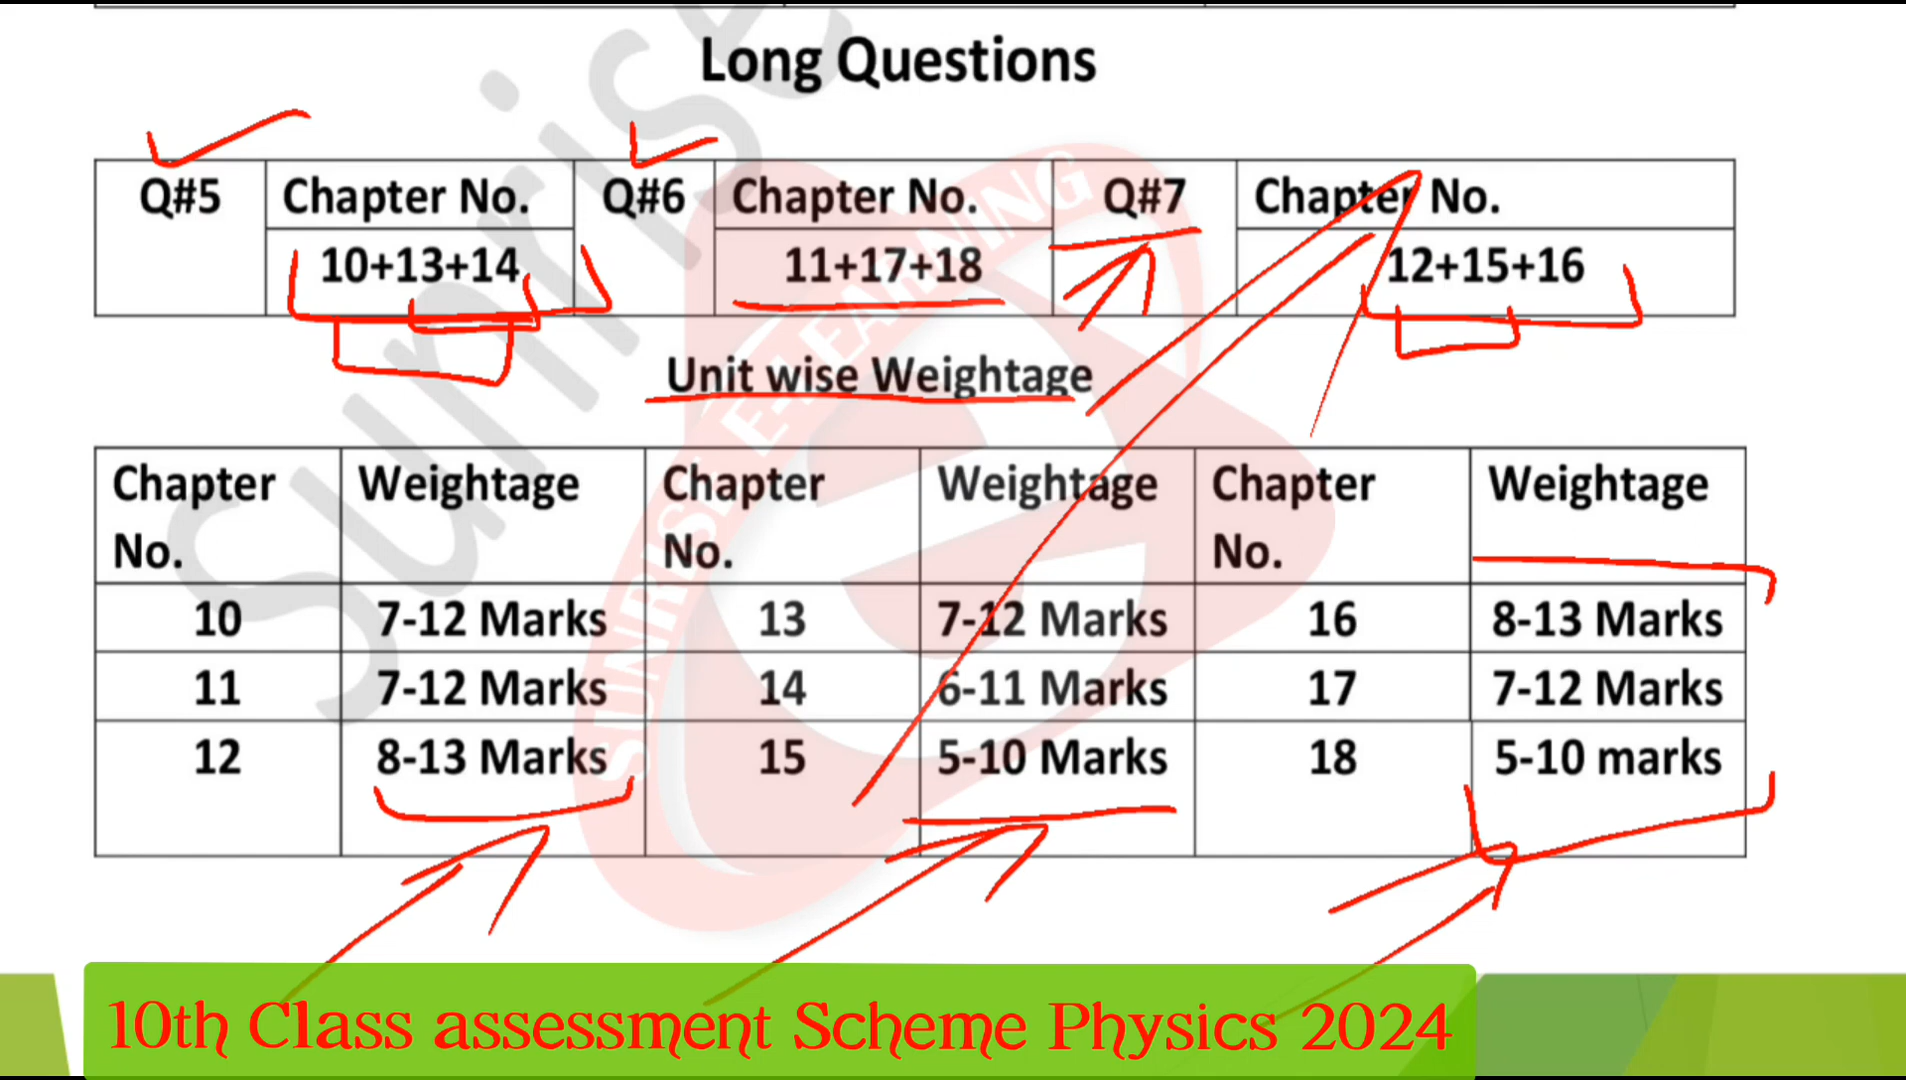 Long Questions
Q#5 Chapter No. Q#6 Chapter No. Q#7 Chapter No.
10+13+14 11+17+18 12+15+16
Unit wise Weightage
Chapter No. Weightage Chapter No. Weightage Chapter No. Weightage
10 7-12 Marks 13 7-12 Marks 16 8-13 Marks
11 7-12 Marks 14 6-11 Marks 17 7-12 Marks
12 8-13 Marks 15 5-10 Marks 18 5-10 marks
Sunrise
SUNRISE E-LEARNING
10th Class assessment Scheme Physics 2024